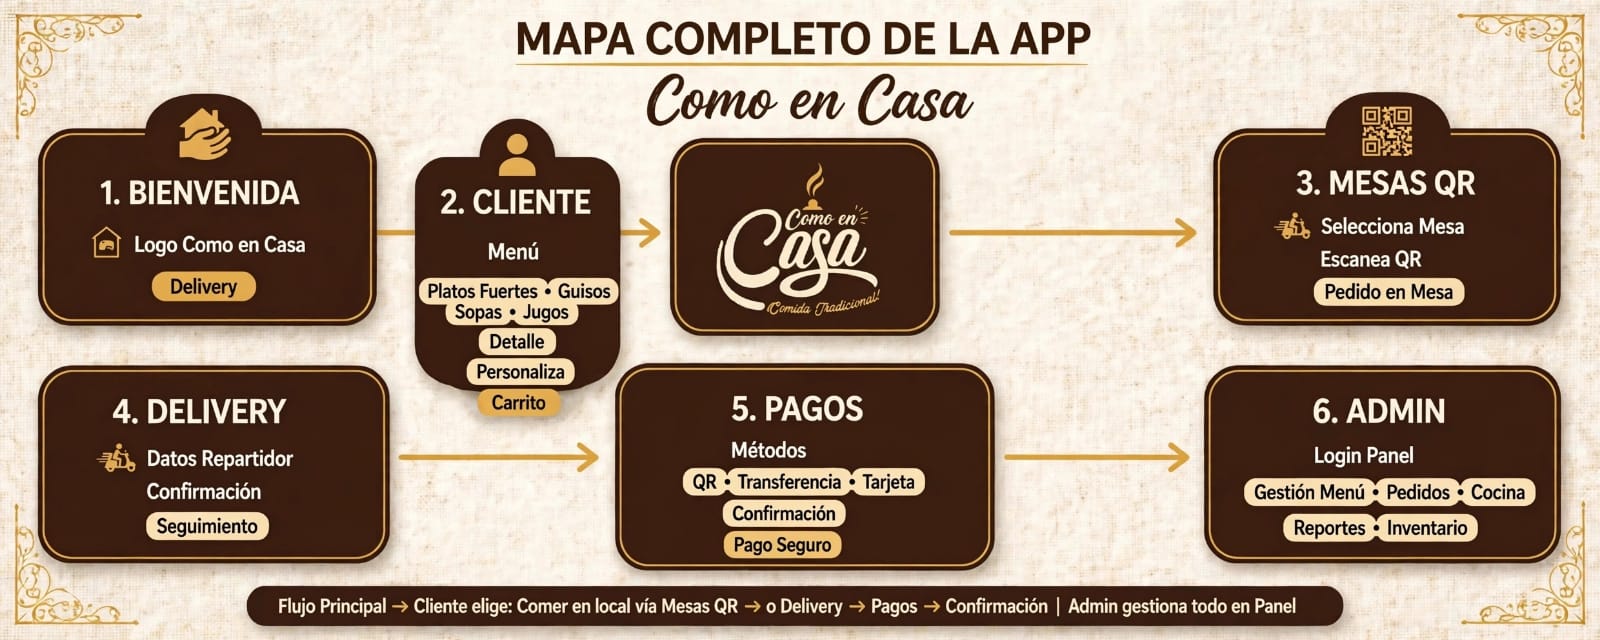 MAPA COMPLETO DE LA APP
Como en Casa
1. BIENVENIDA
Logo Como en Casa
Delivery
2. CLIENTE
Menú
Platos Fuertes • Guisos
Sopas • Jugos
Detalle
Personaliza
Carrito
Como en
Casa
¡Comida Tradicional!
3. MESAS QR
Selecciona Mesa
Escanea QR
Pedido en Mesa
4. DELIVERY
Datos Repartidor
Confirmación
Seguimiento
5. PAGOS
Métodos
QR • Transferencia • Tarjeta
Confirmación
Pago Seguro
6. ADMIN
Login Panel
Gestión Menú • Pedidos • Cocina
Reportes • Inventario
Flujo Principal → Cliente elige: Comer en local vía Mesas QR → o Delivery → Pagos → Confirmación | Admin gestiona todo en Panel